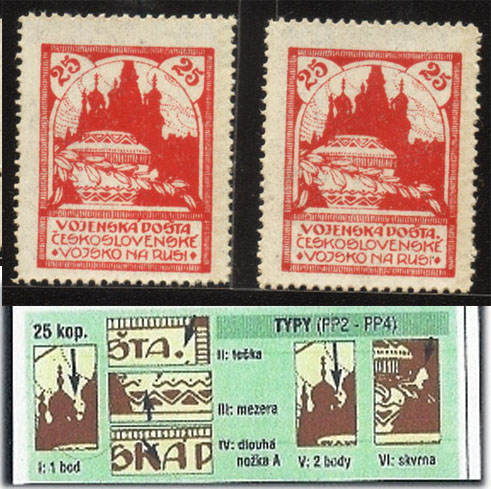 25 25
VOJENSKÁ POŠTA
ČESKOSLOVENSKÉ
VOJSKO NA RUSI
25 25
VOJENSKÁ POŠTA.
ČESKOSLOVENSKÉ
VOJSKO NA RUSI
25 kop.
TYPY (PP2 - PP4)
ŠTA.
II: tečka
III: mezera
IV: dlouhá
nožka A
SKÁ P
I: 1 bod
V: 2 body
VI: skvrna